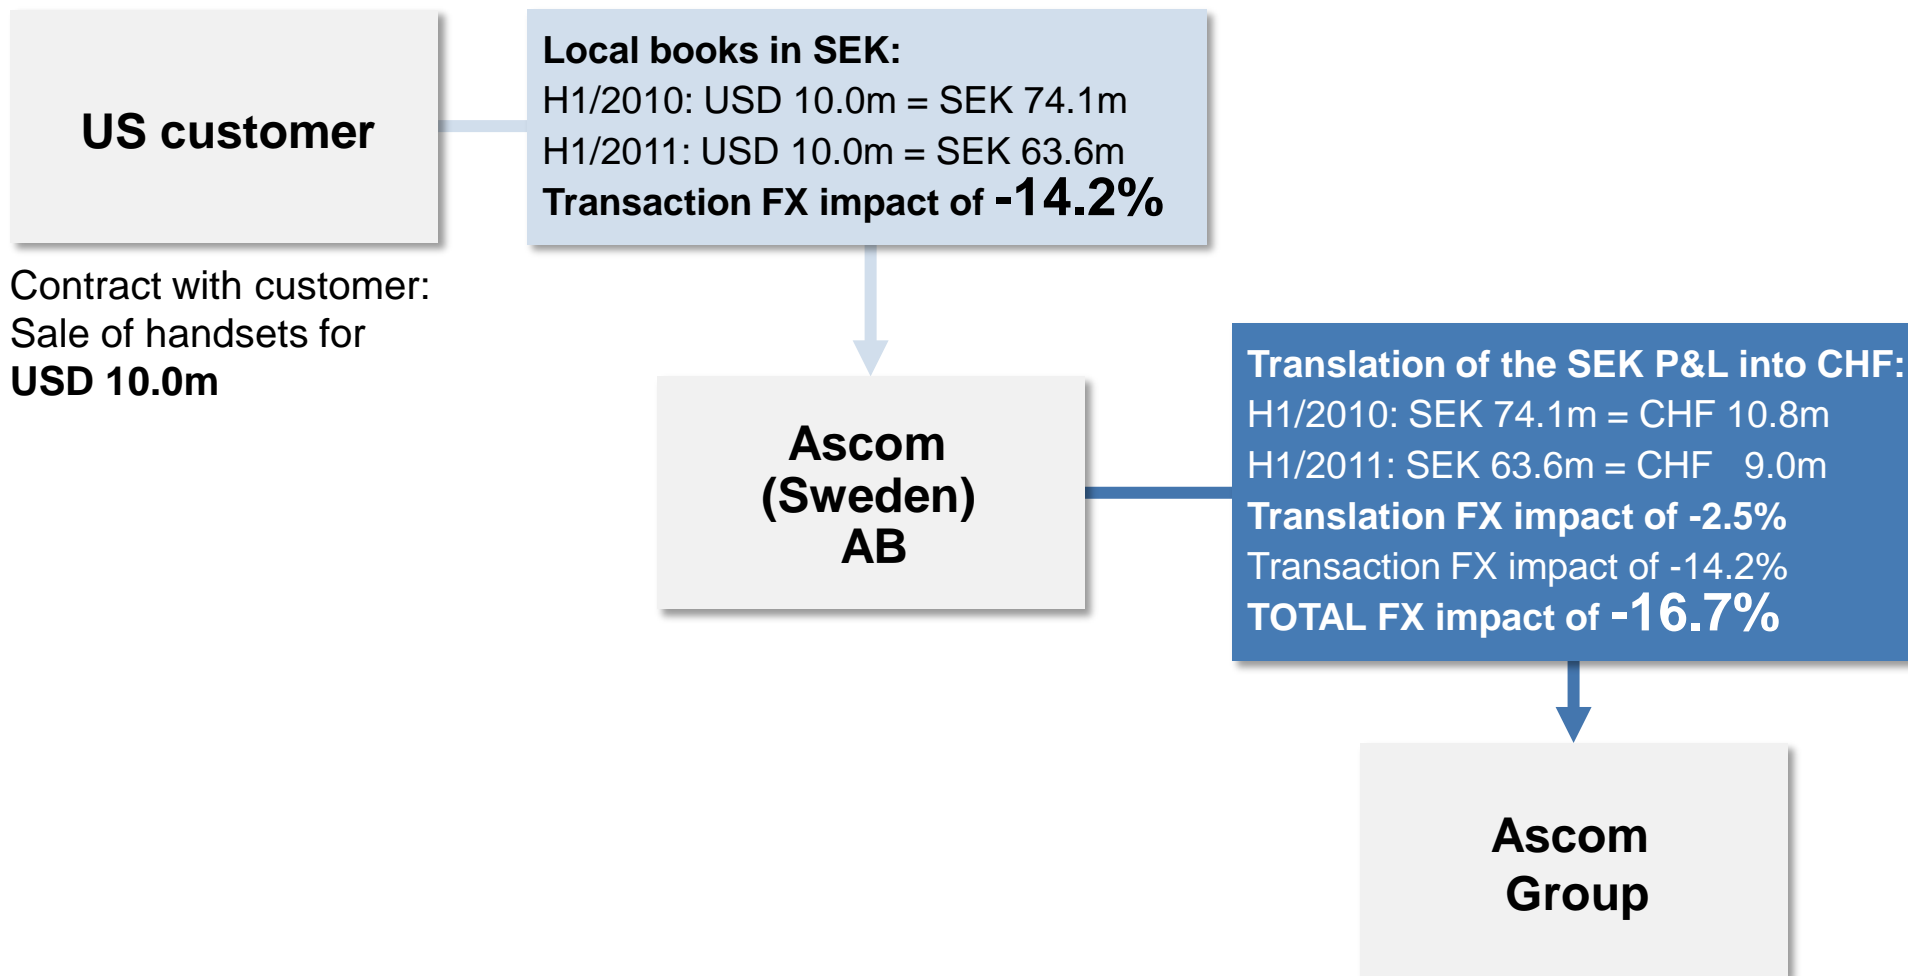 US customer
Local books in SEK:
H1/2010: USD 10.0m = SEK 74.1m
H1/2011: USD 10.0m = SEK 63.6m
Transaction FX impact of -14.2%
Contract with customer:
Sale of handsets for
USD 10.0m
Ascom
(Sweden)
AB
Translation of the SEK P&L into CHF:
H1/2010: SEK 74.1m = CHF 10.8m
H1/2011: SEK 63.6m = CHF 9.0m
Translation FX impact of -2.5%
Transaction FX impact of -14.2%
TOTAL FX impact of -16.7%
Ascom
Group